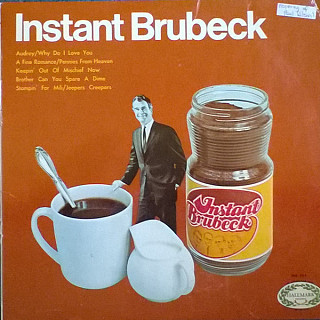 Instant Brubeck
Audrey/Why Do I Love You
A Fine Romance/Pennies From Heaven
Keepin' Out Of Mischief Now
Brother Can You Spare A Dime
Stompin' For Mili/Jeepers Creepers
Instant
Brubeck
HALLMARK